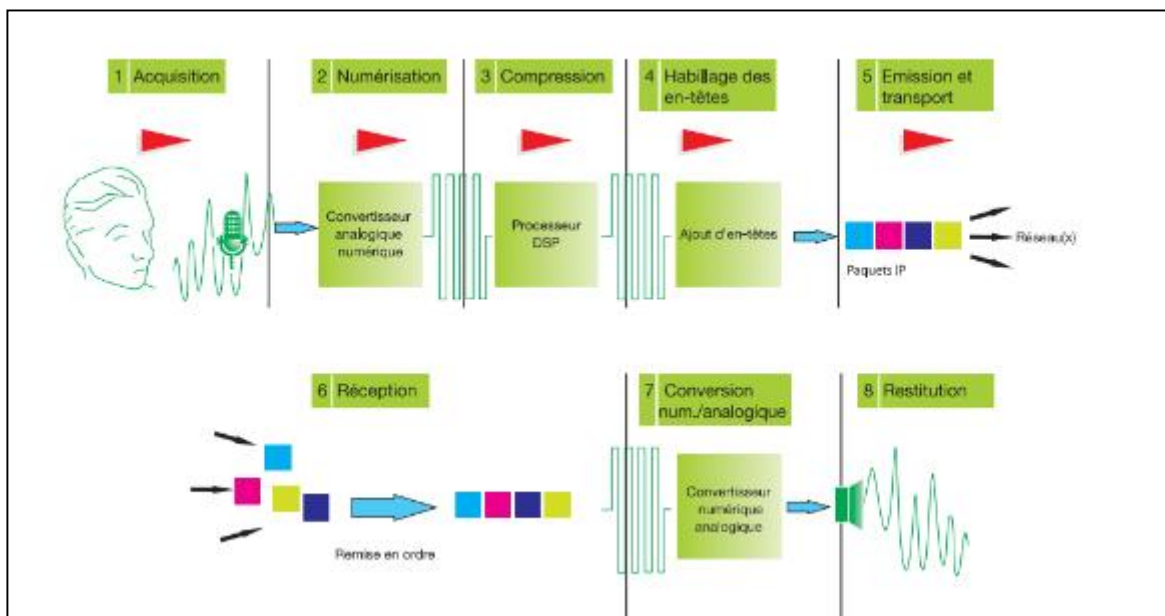 1 Acquisition
2 Numérisation
3 Compression
4 Habillage des
en-têtes
5 Emission et
transport
Convertisseur
analogique
numérique
Processeur
DSP
Ajout d'en-têtes
Paquets IP
Réseau(x)
6 Réception
7 Conversion
num./analogique
8 Restitution
Remise en ordre
Convertisseur
numérique
analogique